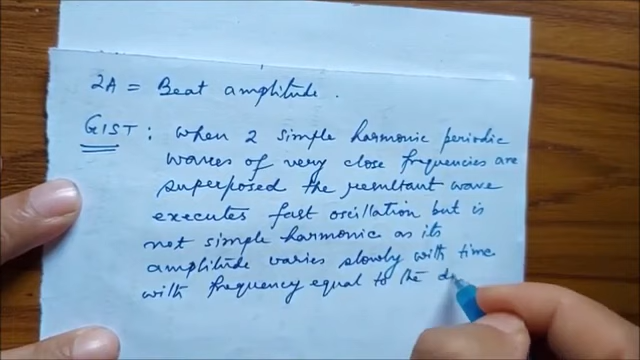 2A = Beat amplitude.
GIST: When 2 simple harmonic periodic
waves of very close frequencies are
superposed the resultant wave
executes fast oscillation but is
not simple harmonic as its
amplitude varies slowly with time
with frequency equal to the d